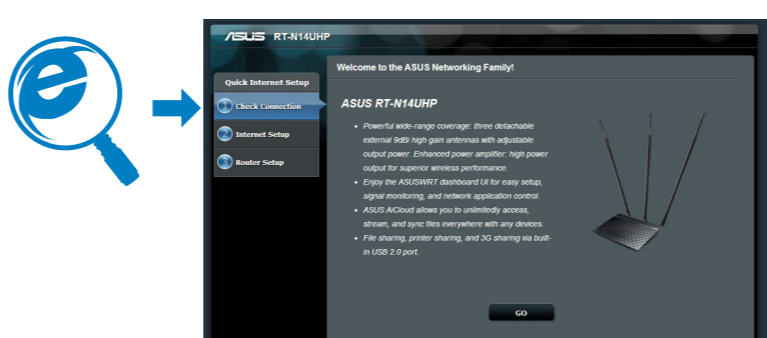 ASUS RT-N14UHP
Welcome to the ASUS Networking Family!
Quick Internet Setup
1 Check Connection
2 Internet Setup
3 Router Setup
ASUS RT-N14UHP
• Powerful wide-range coverage: three detachable
external 9dBi high gain antennas with adjustable
output power. Enhanced power amplifier: high power
output for superior wireless performance.
• Enjoy the ASUSWRT dashboard UI for easy setup,
signal monitoring, and network application control.
• ASUS AiCloud allows you to unlimitedly access,
stream, and sync files everywhere with any devices.
• File sharing, printer sharing, and 3G sharing via built-
in USB 2.0 port.
GO